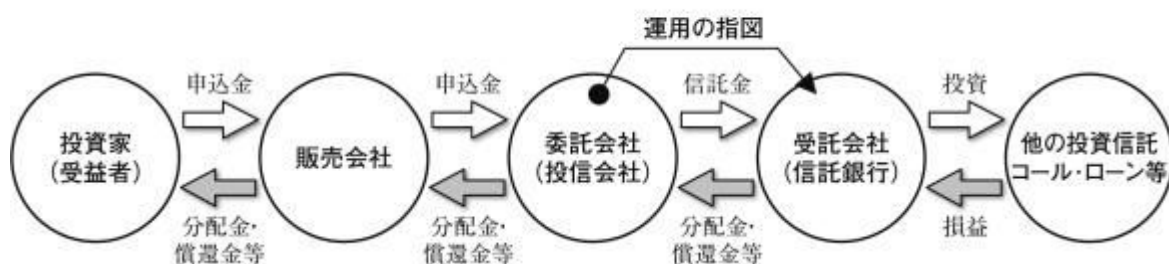 運用の指図
申込金
申込金
信託金
投資
投資家
(受益者)
販売会社
委託会社
(投信会社)
受託会社
(信託銀行)
他の投資信託
コール・ローン等
分配金・
償還金等
分配金・
償還金等
分配金・
償還金等
損益